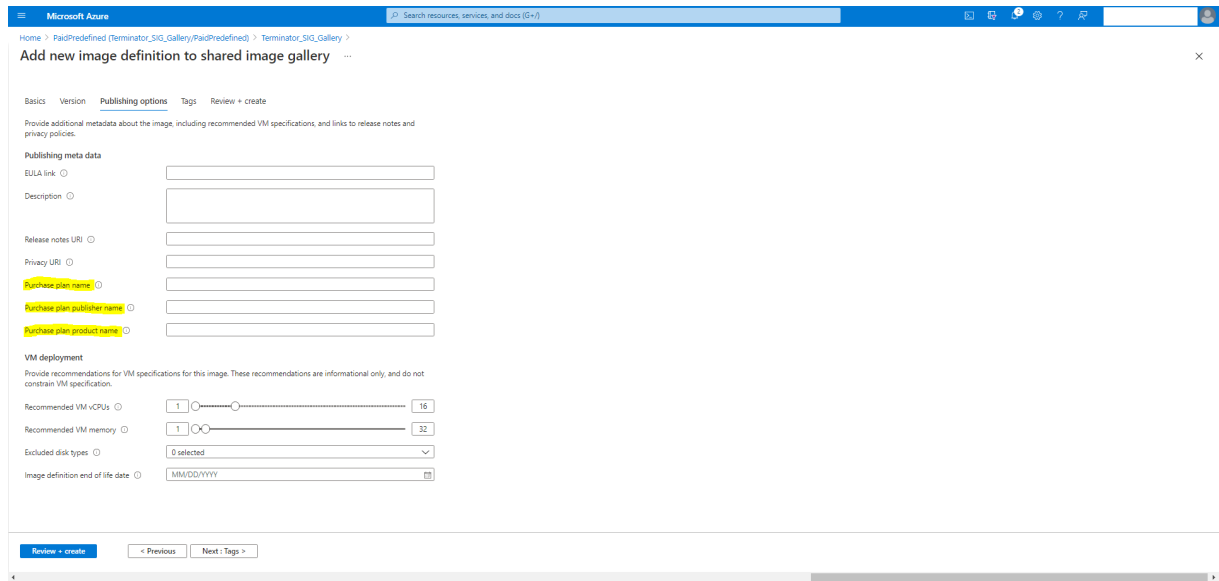 Microsoft Azure
Search resources, services, and docs (G+/)
2
Home > PaidPredefined (Terminator_SIG_Gallery/PaidPredefined) > Terminator_SIG_Gallery >
Add new image definition to shared image gallery ...
Basics Version Publishing options Tags Review + create
Provide additional metadata about the image, including recommended VM specifications, and links to release notes and
privacy policies.
Publishing meta data
EULA link
Description
Release notes URI
Privacy URI
Purchase plan name
Purchase plan publisher name
Purchase plan product name
VM deployment
Provide recommendations for VM specifications for this image. These recommendations are informational only, and do not
constrain VM specification.
Recommended VM vCPUs 1 16
Recommended VM memory 1 32
Excluded disk types 0 selected
Image definition end of life date MM/DD/YYYY
Review + create < Previous Next : Tags >